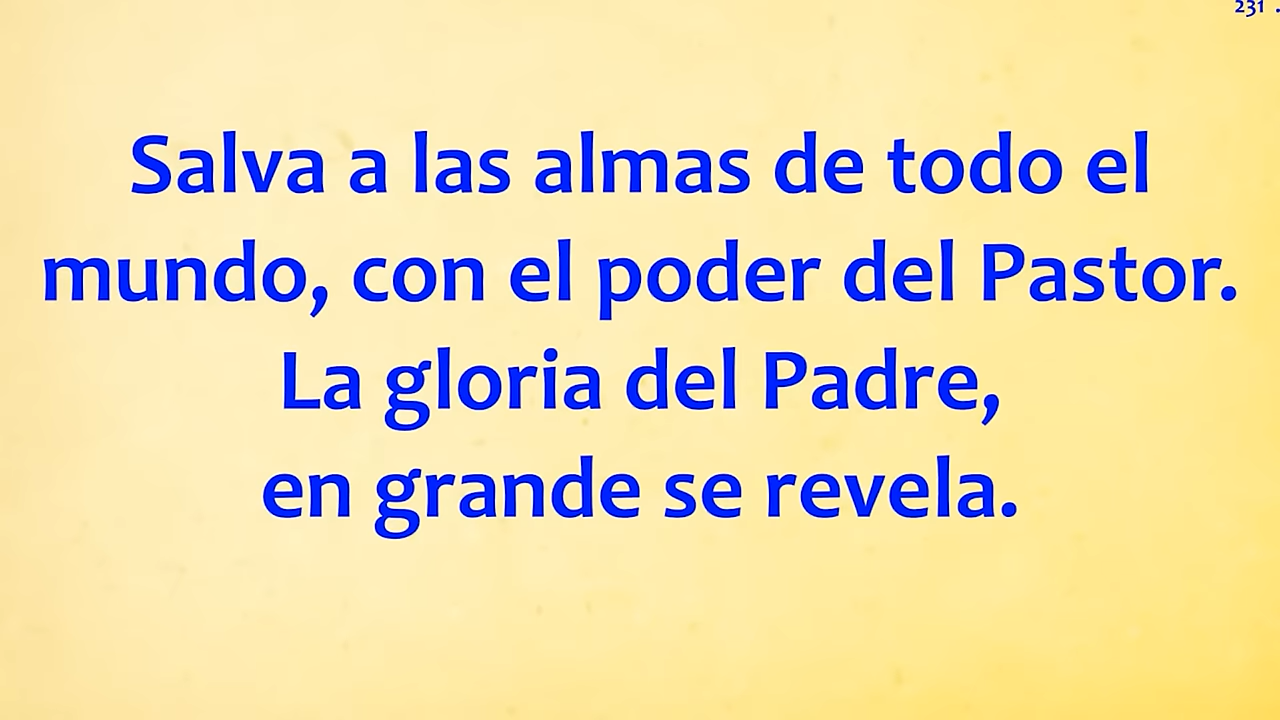 231 .
Salva a las almas de todo el
mundo, con el poder del Pastor.
La gloria del Padre,
en grande se revela.